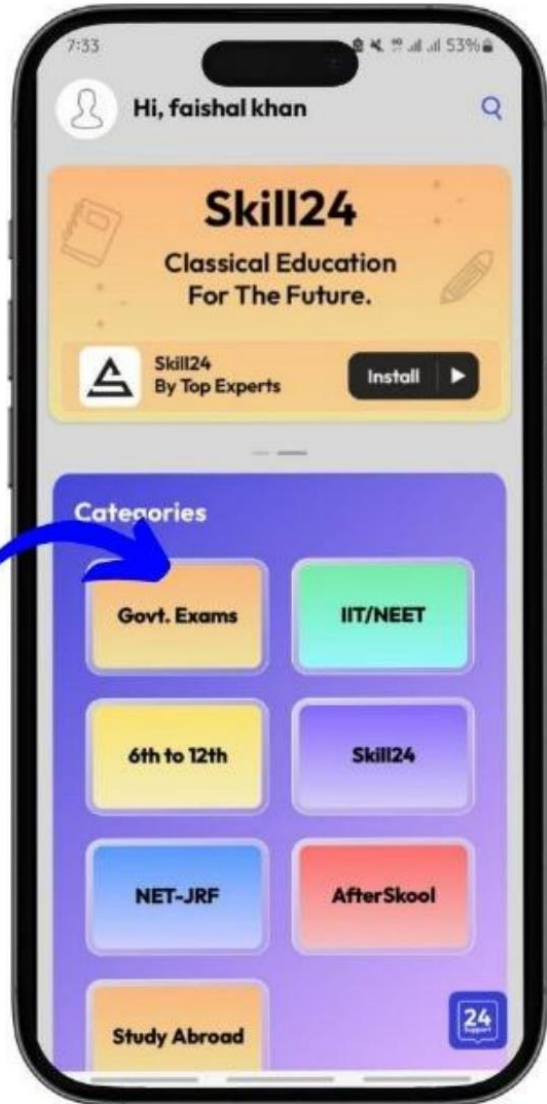 7:33
53%
Hi, faishal khan
Skill24
Classical Education
For The Future.
Skill24
By Top Experts
Install
Categories
Govt. Exams
IIT/NEET
6th to 12th
Skill24
NET-JRF
AfterSkool
Study Abroad
24
Support